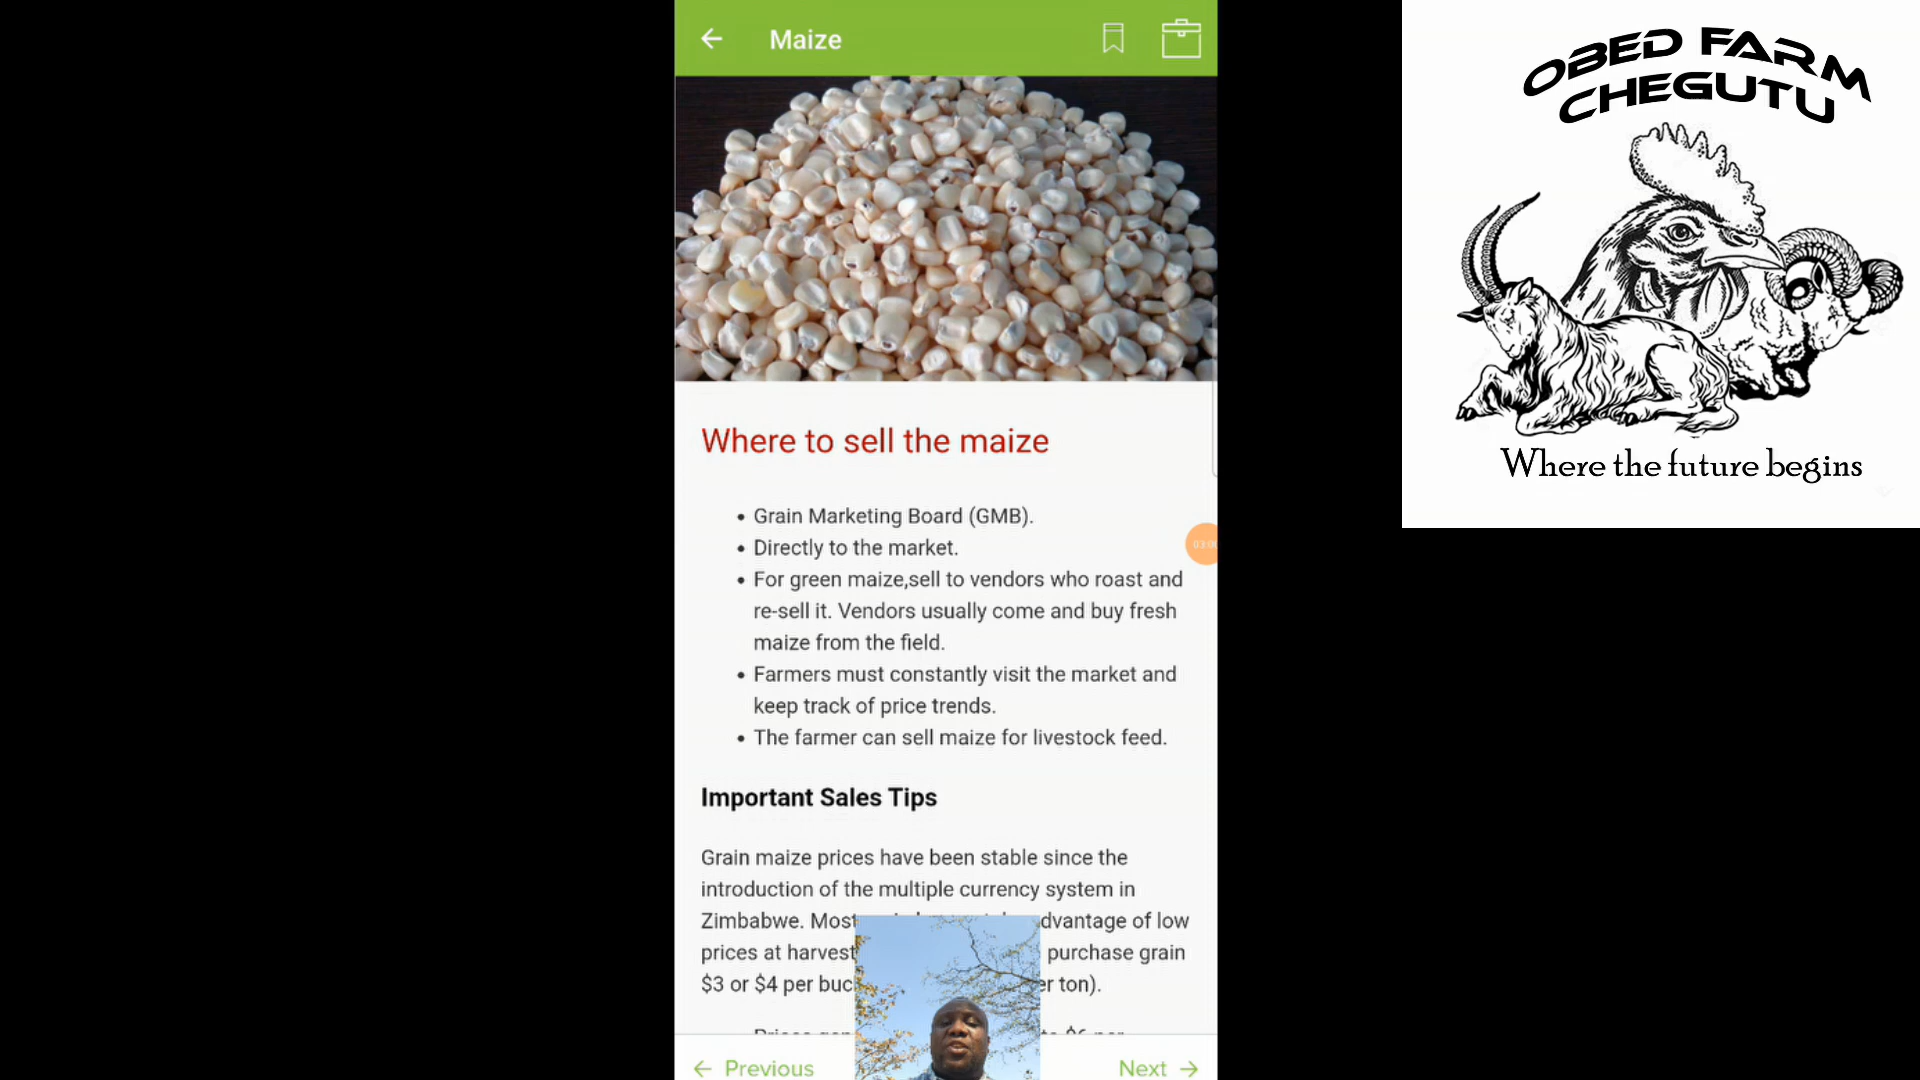 Maize
OBED FARM
CHEGUTU
Where the future begins
Where to sell the maize
• Grain Marketing Board (GMB).
• Directly to the market.
• For green maize,sell to vendors who roast and
re-sell it. Vendors usually come and buy fresh
maize from the field.
• Farmers must constantly visit the market and
keep track of price trends.
• The farmer can sell maize for livestock feed.
Important Sales Tips
Grain maize prices have been stable since the
introduction of the multiple currency system in
Zimbabwe. Most dvantage of low
prices at harvest purchase grain
$3 or $4 per buc er ton).
← Previous
Next →